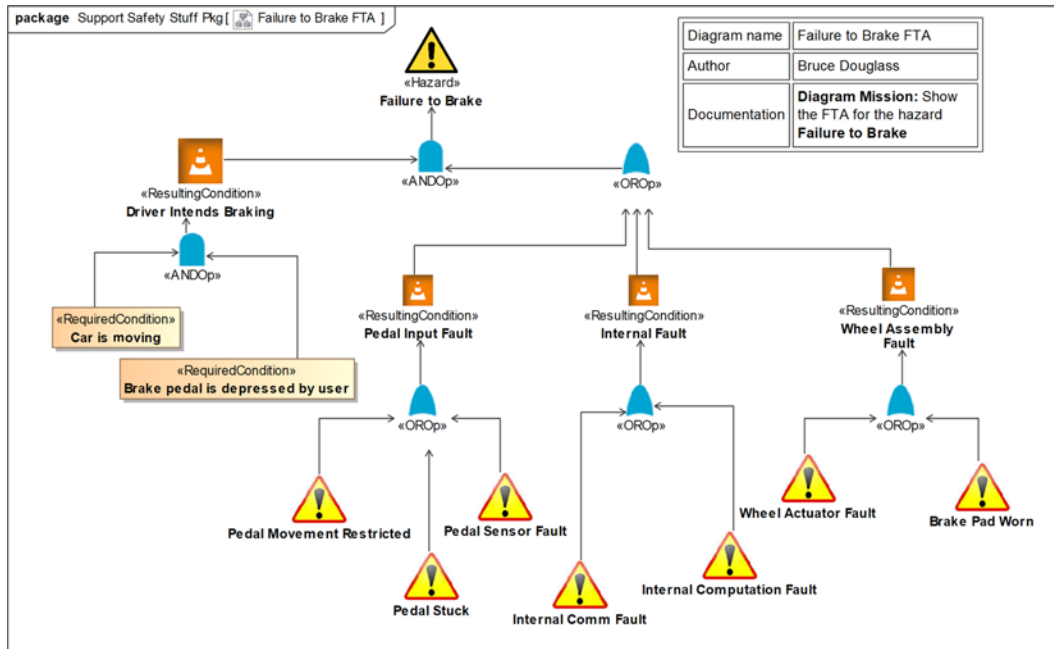 package Support Safety Stuff Pkg[ Failure to Brake FTA ]
Diagram name
Failure to Brake FTA
Author
Bruce Douglass
Documentation
Diagram Mission: Show
the FTA for the hazard
Failure to Brake
«Hazard»
Failure to Brake
«ANDOp»
«OROp»
«ResultingCondition»
Driver Intends Braking
«ANDOp»
«RequiredCondition»
Car is moving
«RequiredCondition»
Brake pedal is depressed by user
«ResultingCondition»
Pedal Input Fault
«ResultingCondition»
Internal Fault
«ResultingCondition»
Wheel Assembly
Fault
«OROp»
«OROp»
«OROp»
Pedal Movement Restricted
Pedal Sensor Fault
Pedal Stuck
Internal Comm Fault
Internal Computation Fault
Wheel Actuator Fault
Brake Pad Worn